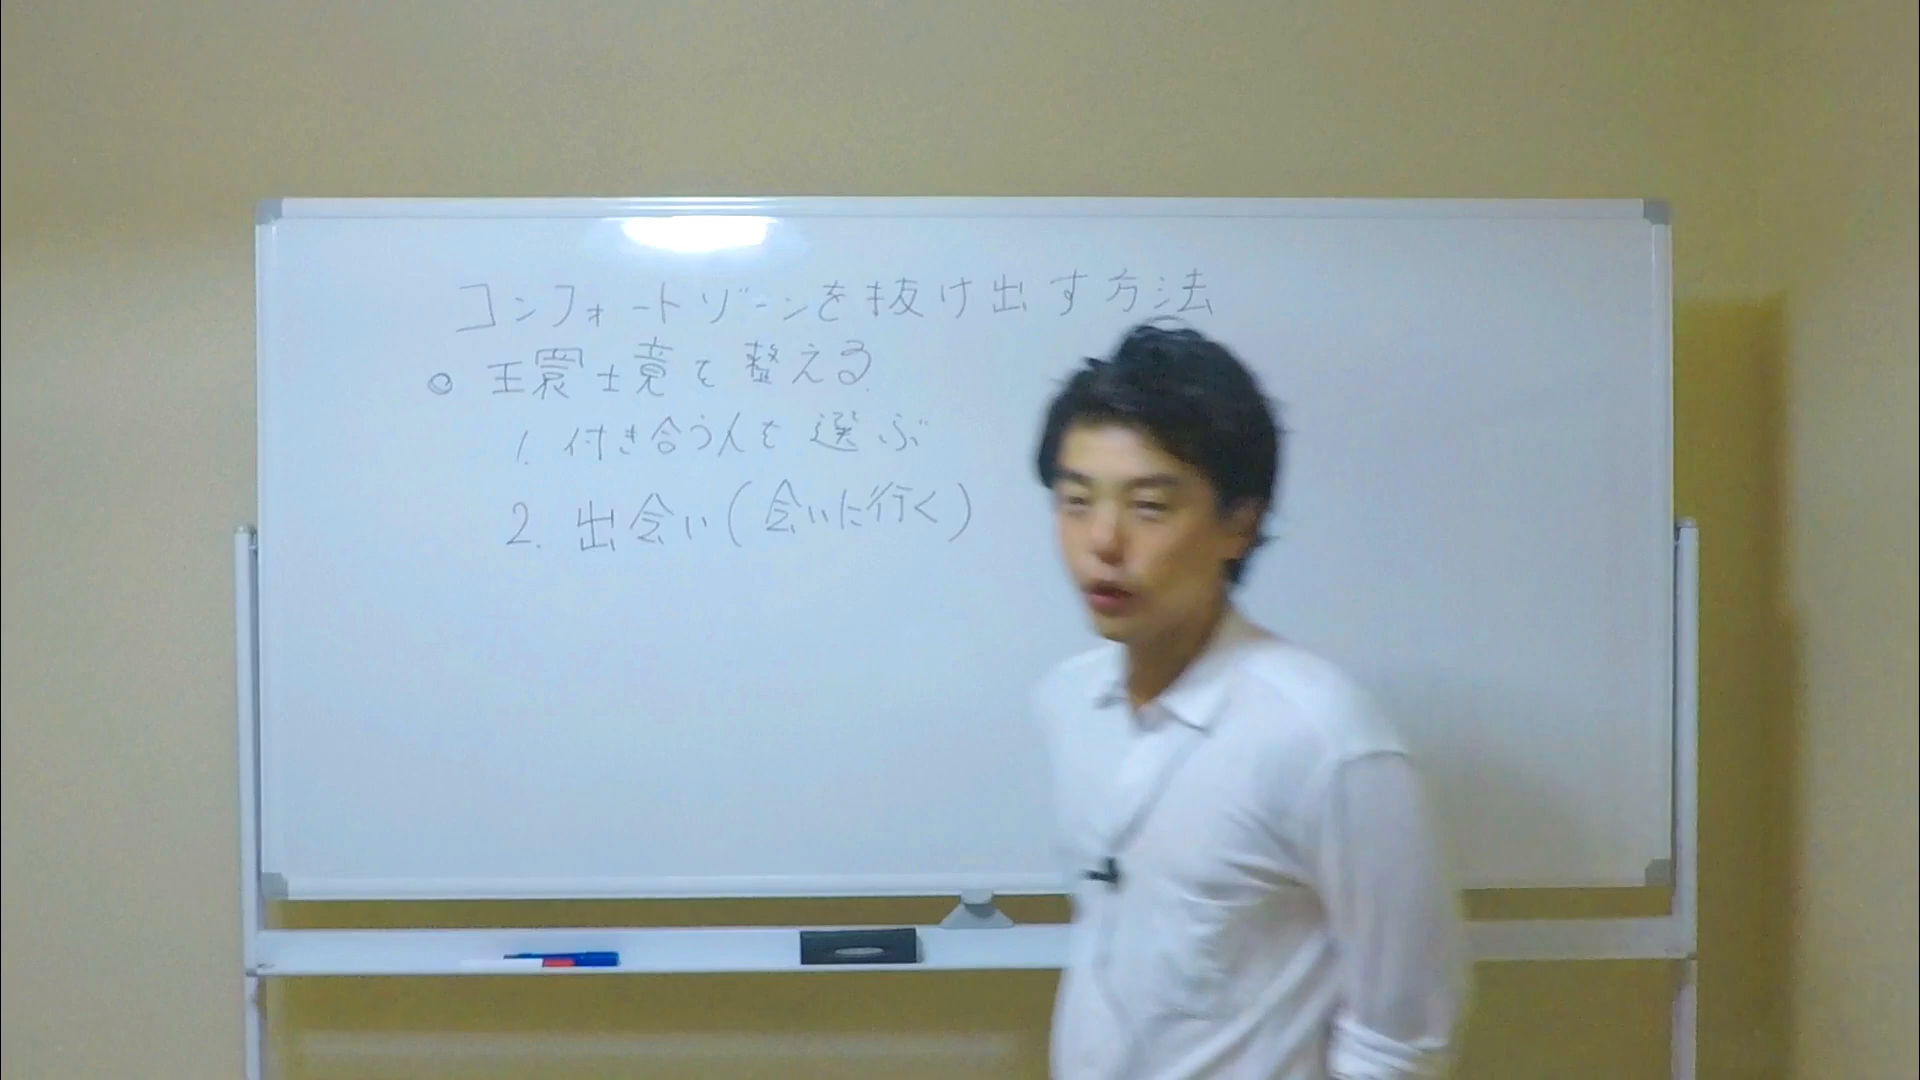 コンフォートゾーンを抜け出す方法
◎ 環境を整える
1. 付き合う人を選ぶ
2. 出会い(会いに行く)